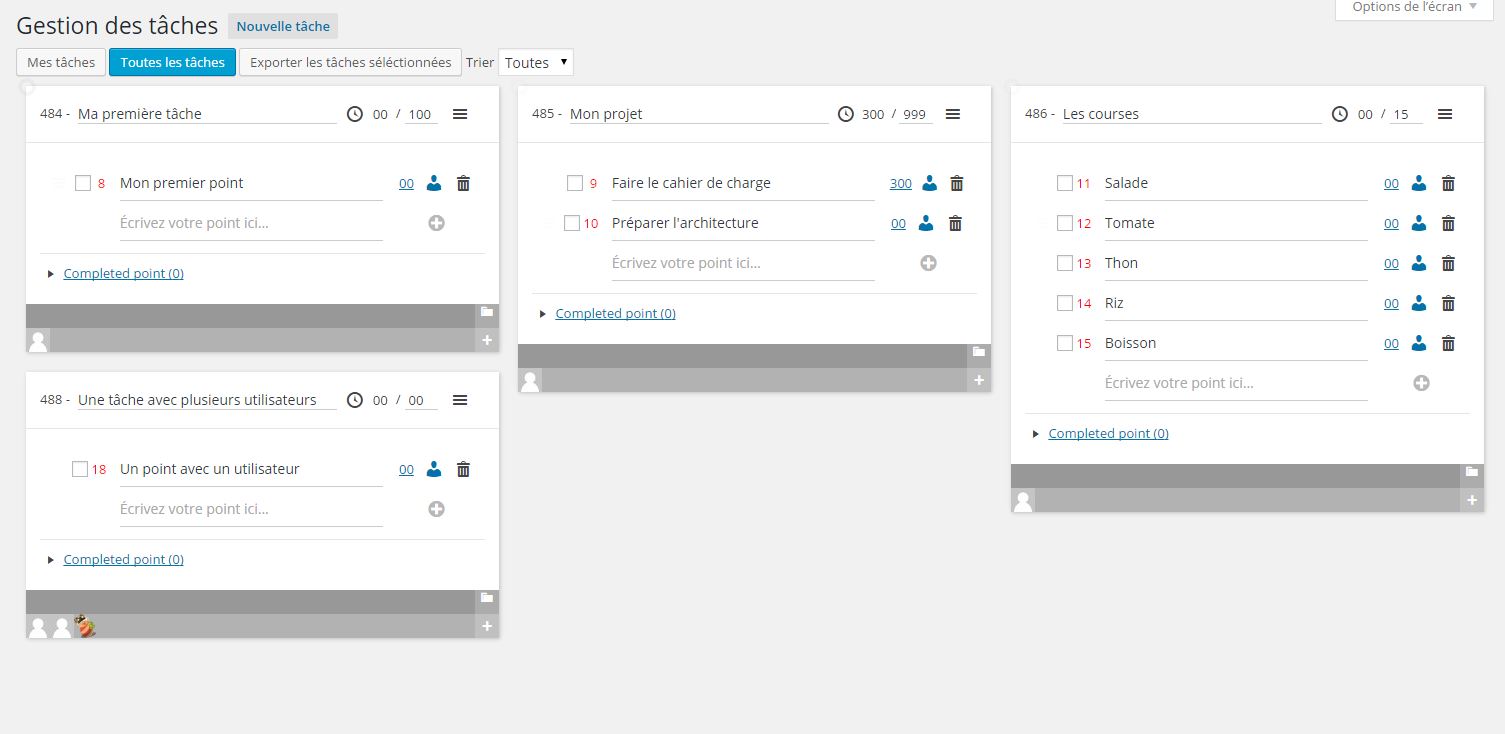 Options de l'écran
Gestion des tâches Nouvelle tâche
Mes tâches Toutes les tâches Exporter les tâches séléctionnées Trier Toutes
484 - Ma première tâche 00 / 100
8 Mon premier point 00
Écrivez votre point ici...
Completed point (0)
485 - Mon projet 300 / 999
9 Faire le cahier de charge 300
10 Préparer l'architecture 00
Écrivez votre point ici...
Completed point (0)
486 - Les courses 00 / 15
11 Salade 00
12 Tomate 00
13 Thon 00
14 Riz 00
15 Boisson 00
Écrivez votre point ici...
Completed point (0)
488 - Une tâche avec plusieurs utilisateurs 00 / 00
18 Un point avec un utilisateur 00
Écrivez votre point ici...
Completed point (0)